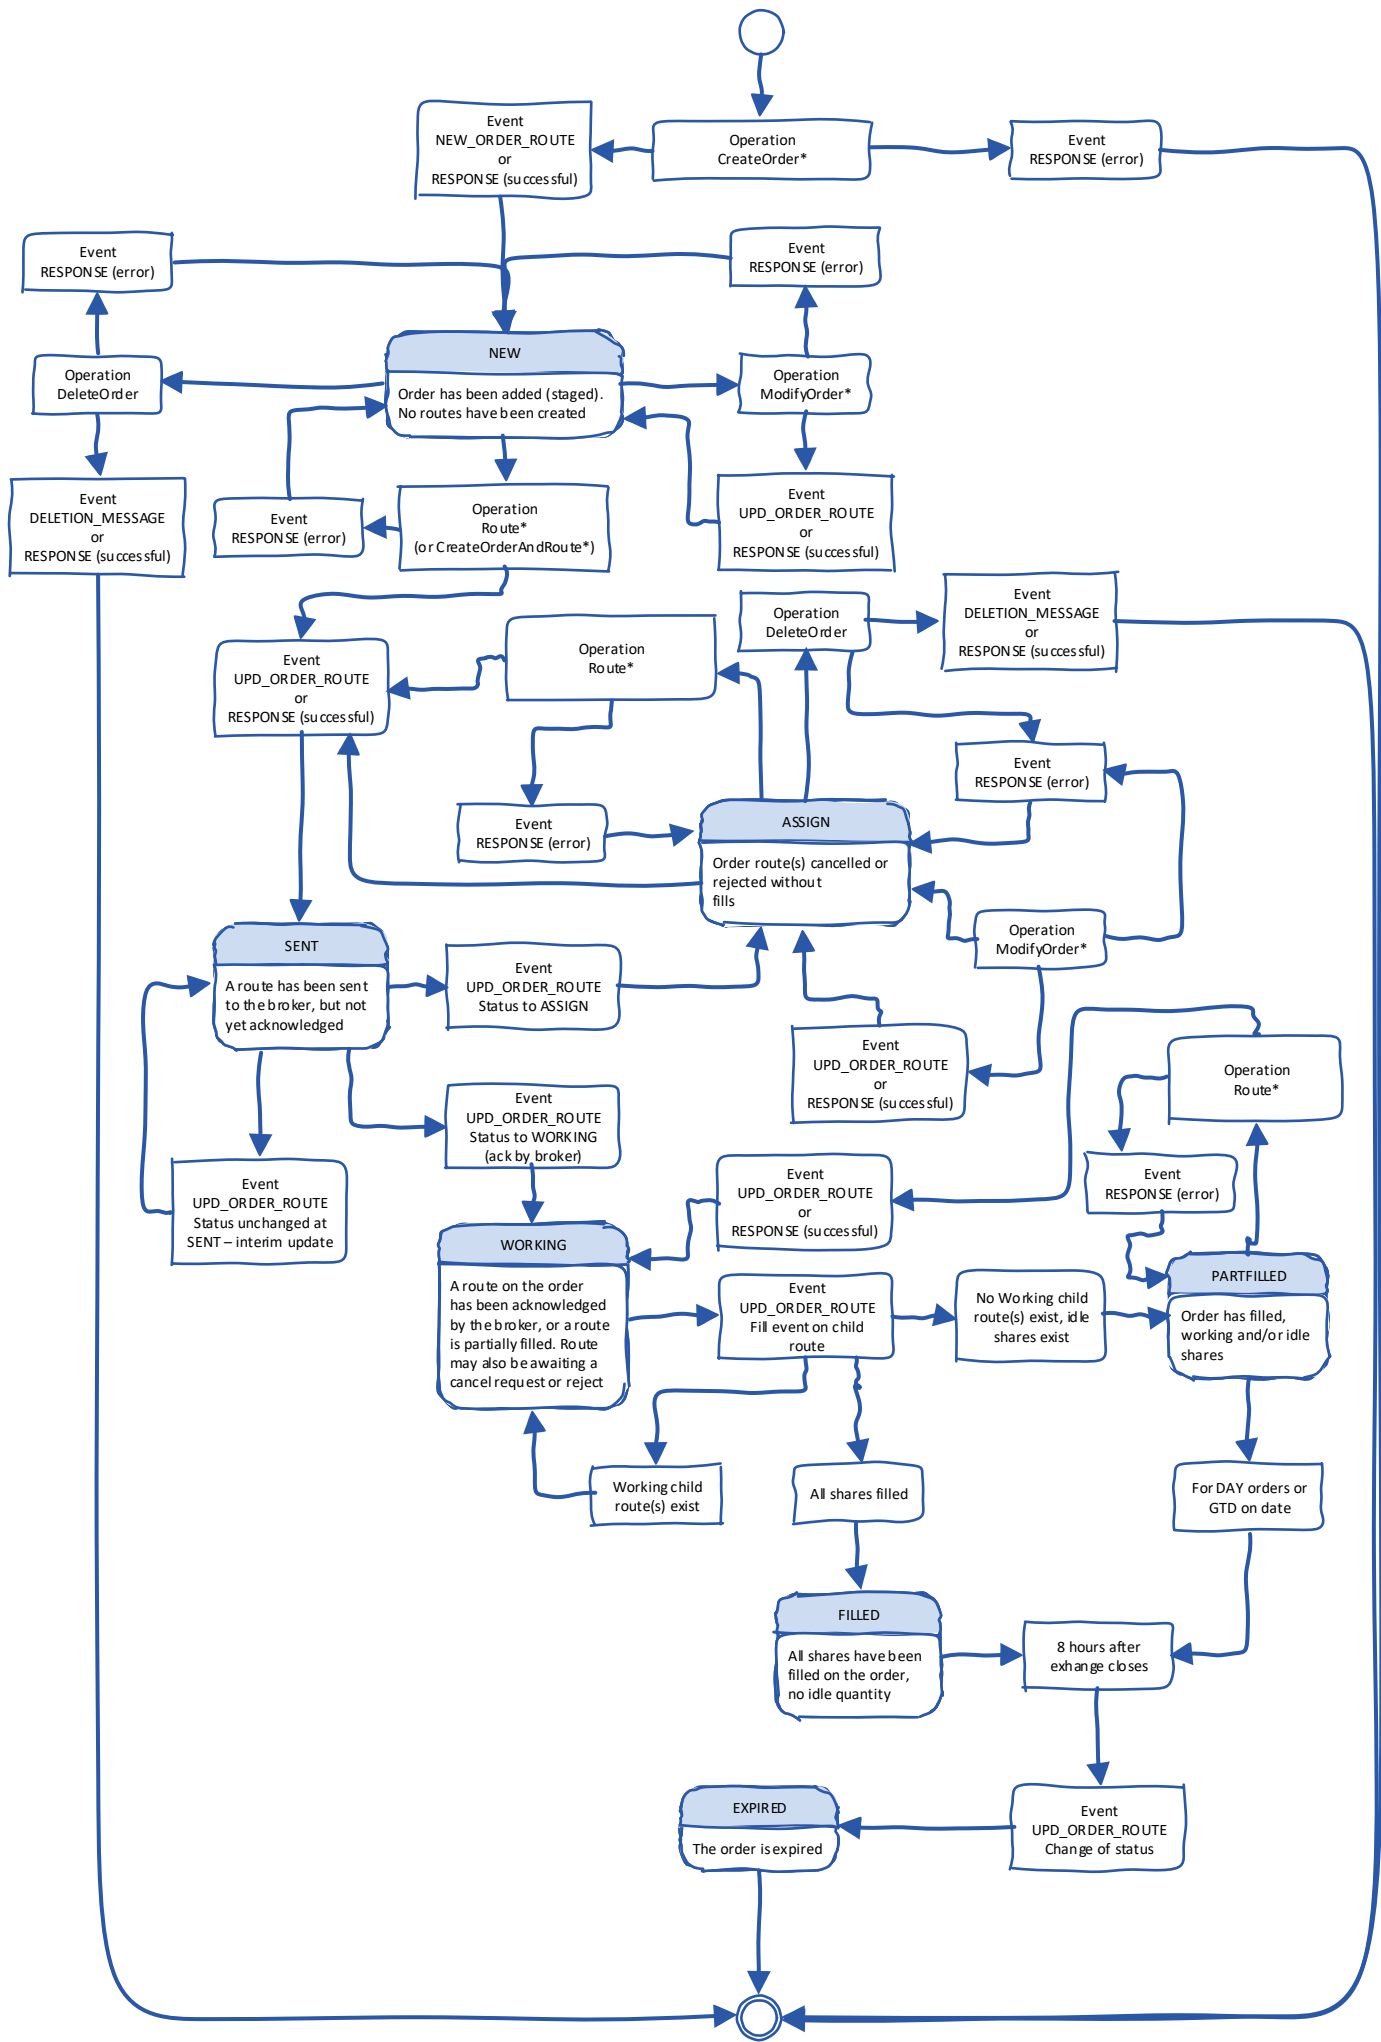 Event
NEW_ORDER_ROUTE
or
RESPONSE (successful)
Operation
CreateOrder*
Event
RESPONSE (error)
Event
RESPONSE (error)
Event
RESPONSE (error)
NEW
Order has been added (staged).
No routes have been created
Operation
DeleteOrder
Operation
ModifyOrder*
Event
DELETION_MESSAGE
or
RESPONSE (successful)
Event
RESPONSE (error)
Operation
Route*
(or CreateOrderAndRoute*)
Event
UPD_ORDER_ROUTE
or
RESPONSE (successful)
Event
UPD_ORDER_ROUTE
or
RESPONSE (successful)
Operation
Route*
Operation
DeleteOrder
Event
DELETION_MESSAGE
or
RESPONSE (successful)
Event
RESPONSE (error)
Event
RESPONSE (error)
ASSIGN
Order route(s) cancelled or
rejected without
fills
Operation
ModifyOrder*
SENT
A route has been sent
to the broker, but not
yet acknowledged
Event
UPD_ORDER_ROUTE
Status to ASSIGN
Event
UPD_ORDER_ROUTE
or
RESPONSE (successful)
Operation
Route*
Event
UPD_ORDER_ROUTE
Status to WORKING
(ack by broker)
Event
UPD_ORDER_ROUTE
Status unchanged at
SENT – interim update
Event
UPD_ORDER_ROUTE
or
RESPONSE (successful)
Event
RESPONSE (error)
WORKING
A route on the order
has been acknowledged
by the broker, or a route
is partially filled. Route
may also be awaiting a
cancel request or reject
Event
UPD_ORDER_ROUTE
Fill event on child
route
No Working child
route(s) exist, idle
shares exist
PARTFILLED
Order has filled,
working and/or idle
shares
Working child
route(s) exist
All shares filled
For DAY orders or
GTD on date
FILLED
All shares have been
filled on the order,
no idle quantity
8 hours after
exhange closes
EXPIRED
The order is expired
Event
UPD_ORDER_ROUTE
Change of status